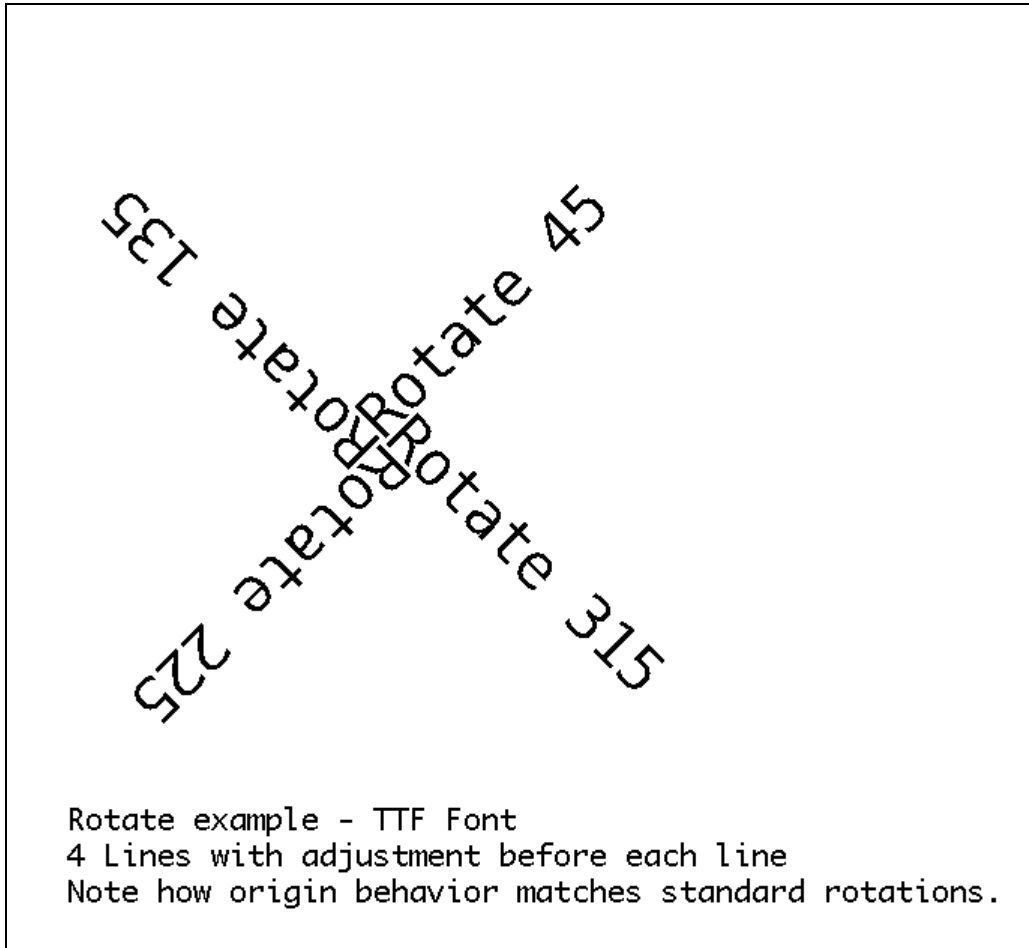 Rotate 45
Rotate 135
Rotate 225
Rotate 315
Rotate example - TTF Font
4 Lines with adjustment before each line
Note how origin behavior matches standard rotations.